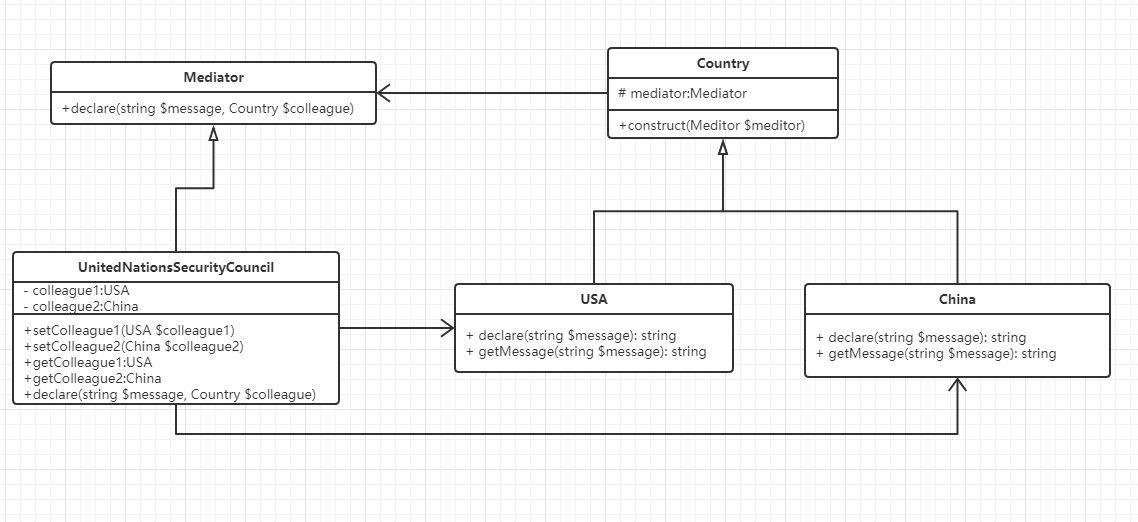 Mediator
+declare(string $message, Country $colleague)
Country
# mediator:Mediator
+construct(Meditor $meditor)
UnitedNationsSecurityCouncil
- colleague1:USA
- colleague2:China
+setColleague1(USA $colleague1)
+setColleague2(China $colleague2)
+getColleague1:USA
+getColleague2:China
+declare(string $message, Country $colleague)
USA
+ declare(string $message): string
+ getMessage(string $message): string
China
+ declare(string $message): string
+ getMessage(string $message): string